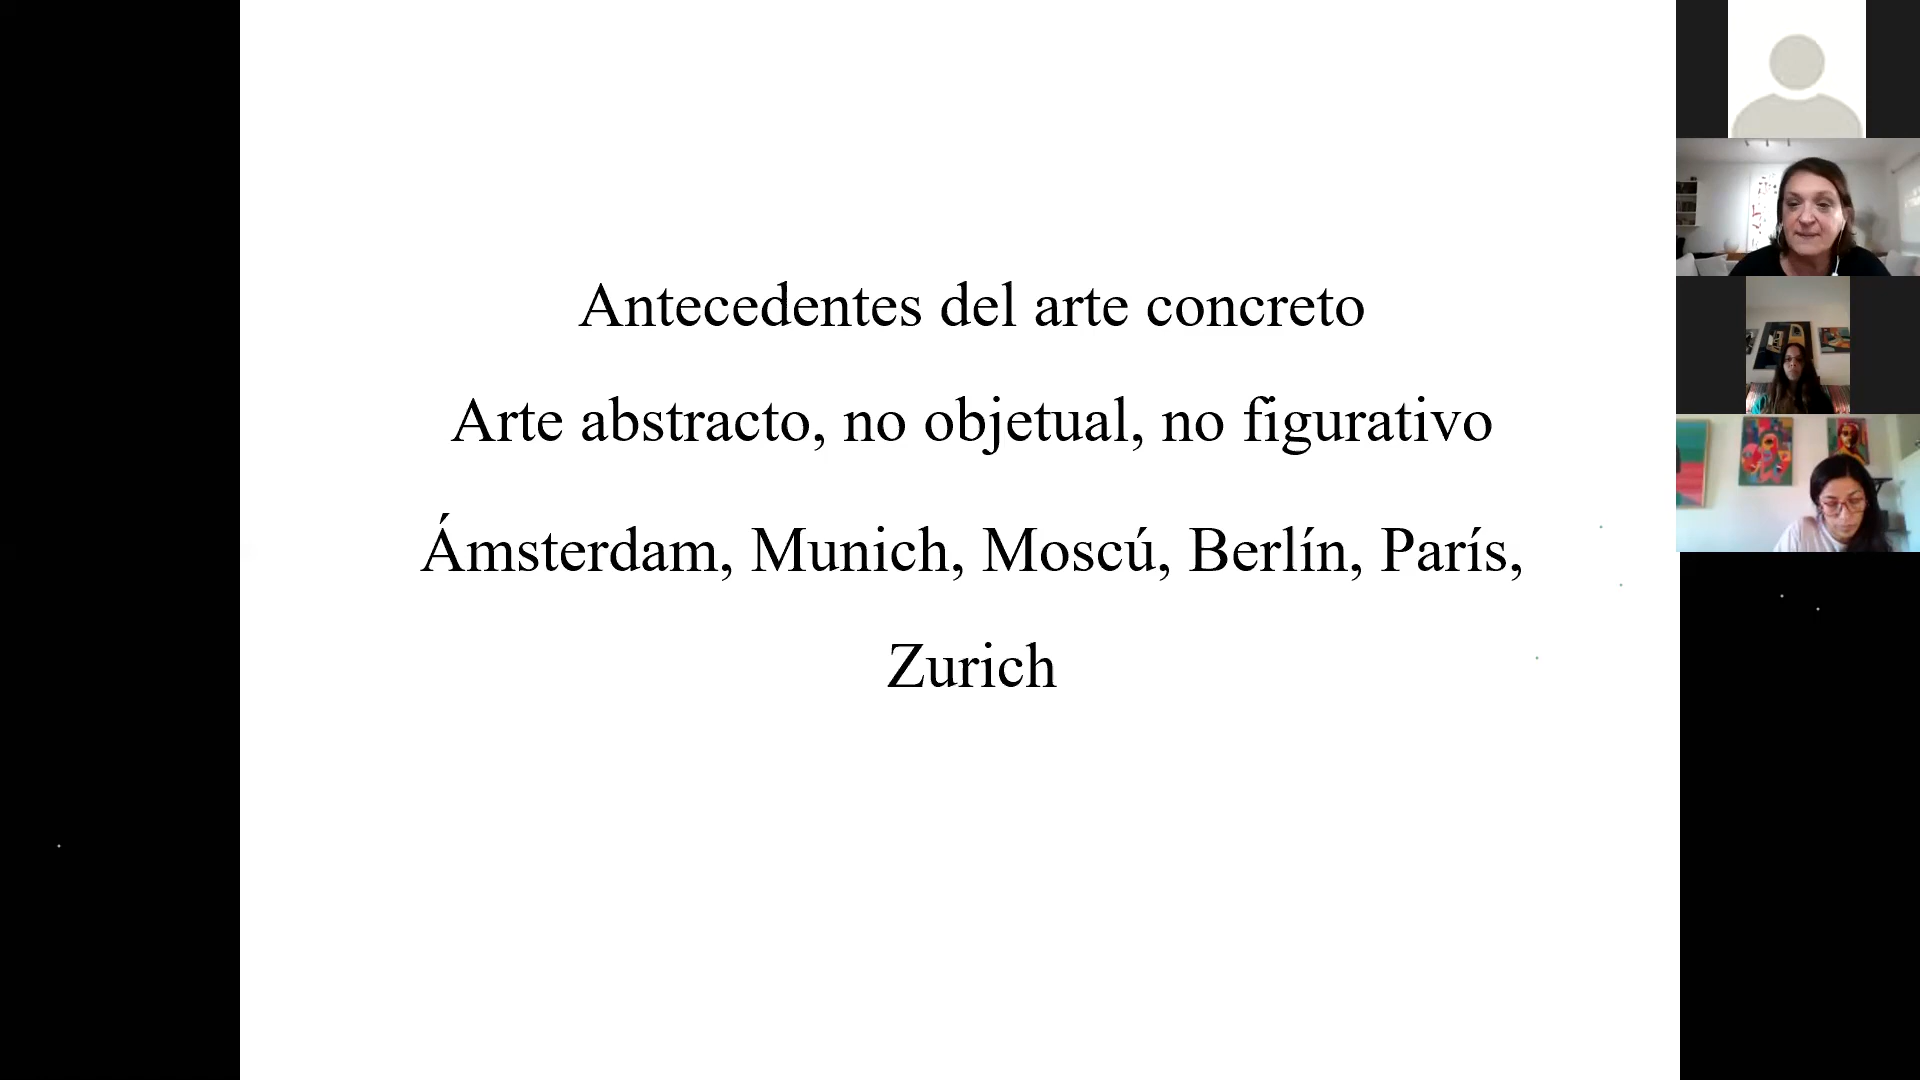 Antecedentes del arte concreto
Arte abstracto, no objetual, no figurativo
Ámsterdam, Munich, Moscú, Berlín, París,
Zurich